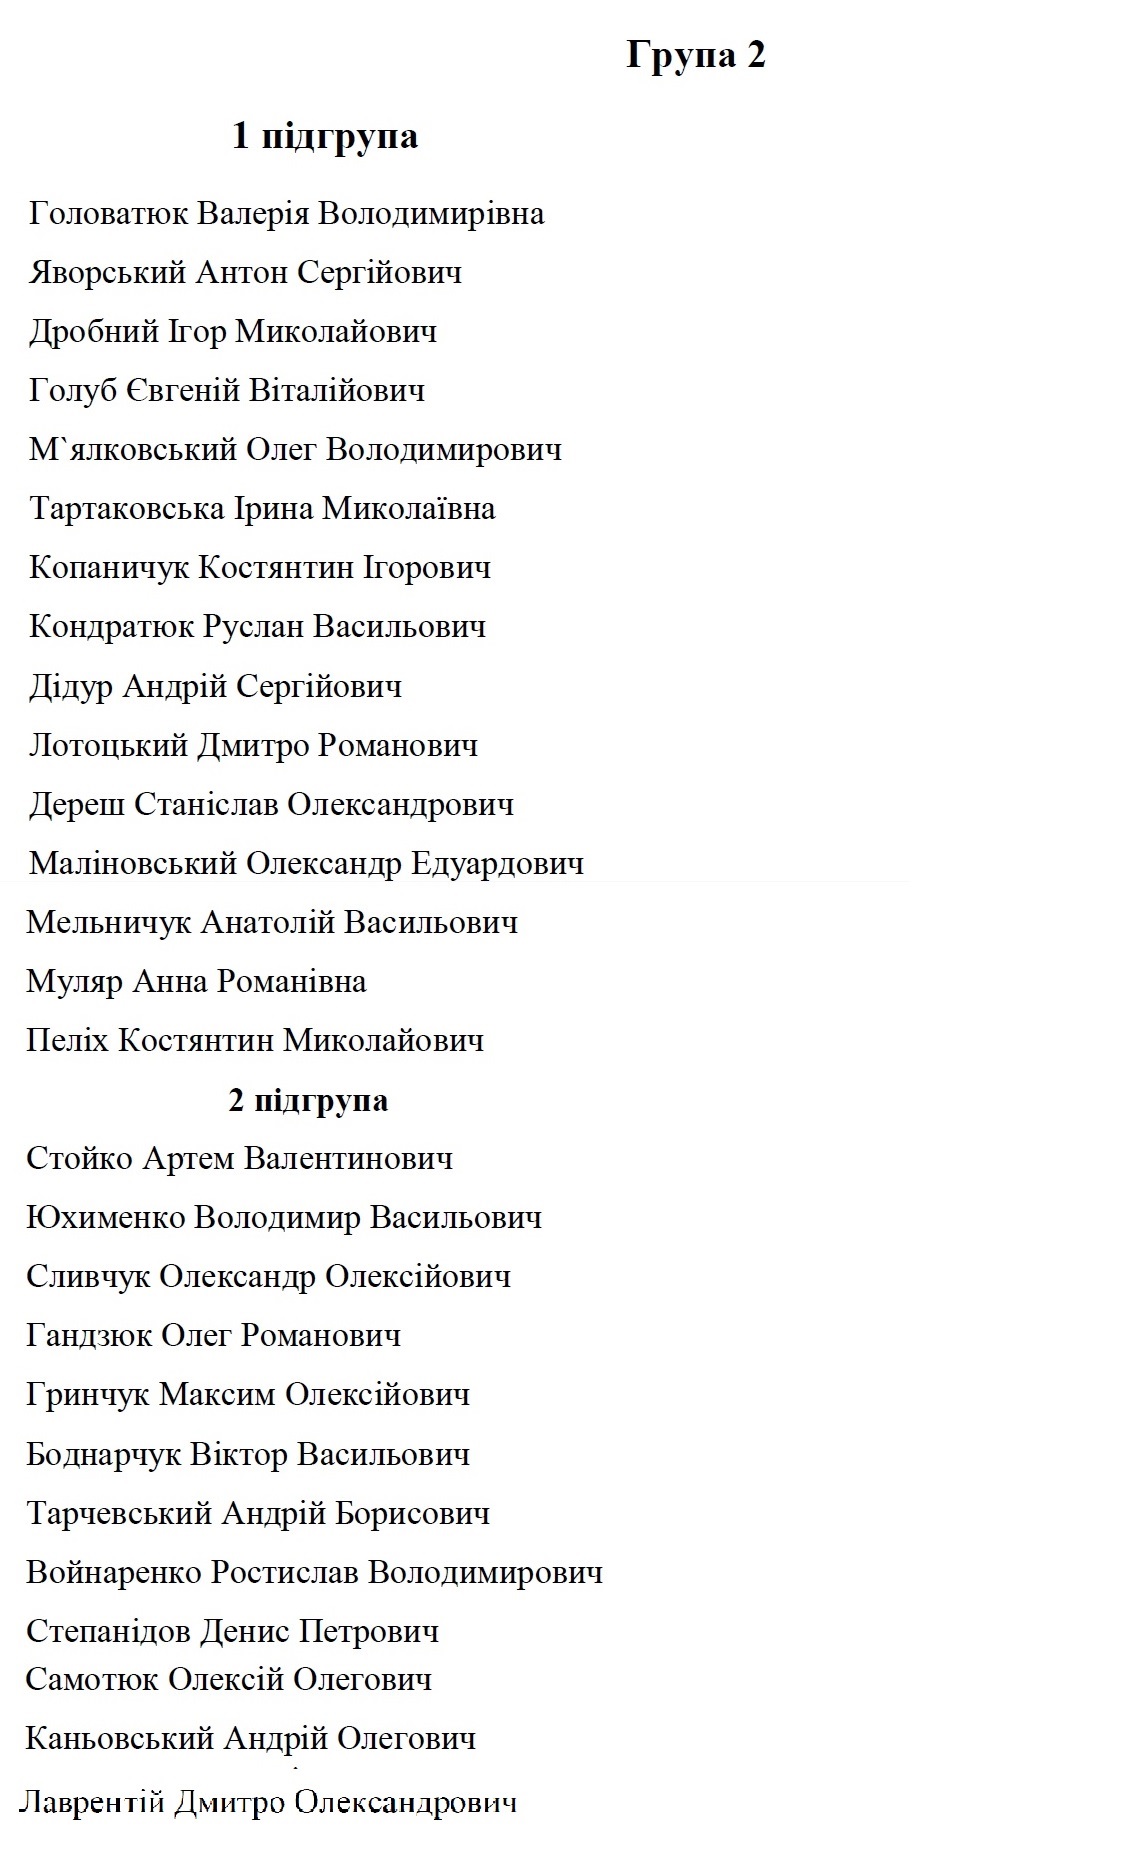 Група 2
1 підгрупа
Головатюк Валерія Володимирівна
Яворський Антон Сергійович
Дробний Ігор Миколайович
Голуб Євгеній Віталійович
М`ялковський Олег Володимирович
Тартаковська Ірина Миколаївна
Копаничук Костянтин Ігорович
Кондратюк Руслан Васильович
Дідур Андрій Сергійович
Лотоцький Дмитро Романович
Дереш Станіслав Олександрович
Маліновський Олександр Едуардович
Мельничук Анатолій Васильович
Муляр Анна Романівна
Пеліх Костянтин Миколайович
2 підгрупа
Стойко Артем Валентинович
Юхименко Володимир Васильович
Сливчук Олександр Олексійович
Гандзюк Олег Романович
Гринчук Максим Олексійович
Боднарчук Віктор Васильович
Тарчевський Андрій Борисович
Войнаренко Ростислав Володимирович
Степанідов Денис Петрович
Самотюк Олексій Олегович
Каньовський Андрій Олегович
Лаврентій Дмитро Олександрович